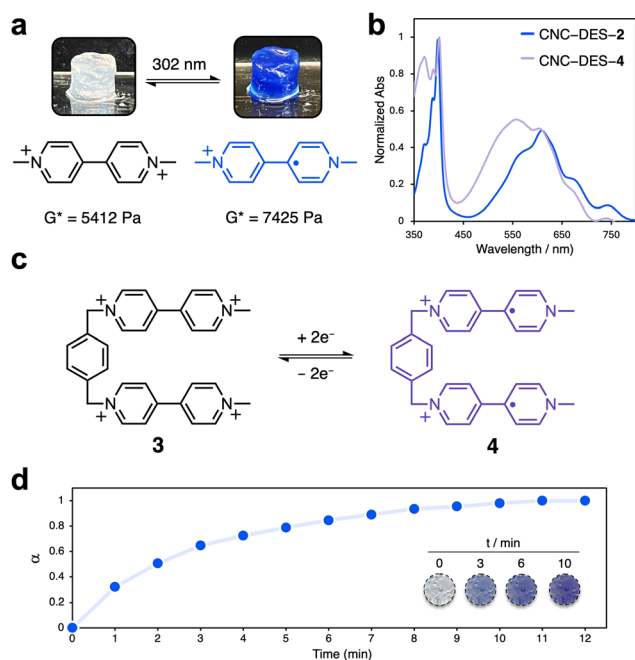 a
302 nm
+
N
N
+
+
N
N
G* = 5412 Pa
G* = 7425 Pa
b
CNC–DES–2
CNC–DES–4
Normalized Abs
1
0.8
0.6
0.4
0.2
0
350
450
550
650
750
Wavelength / nm
c
+
N
+
N
+
N
N
+
3
+ 2e⁻
− 2e⁻
+
N
N
+
N
N
4
d
α
1
0.8
0.6
0.4
0.2
0
0
1
2
3
4
5
6
7
8
9
10
11
12
Time (min)
t / min
0
3
6
10